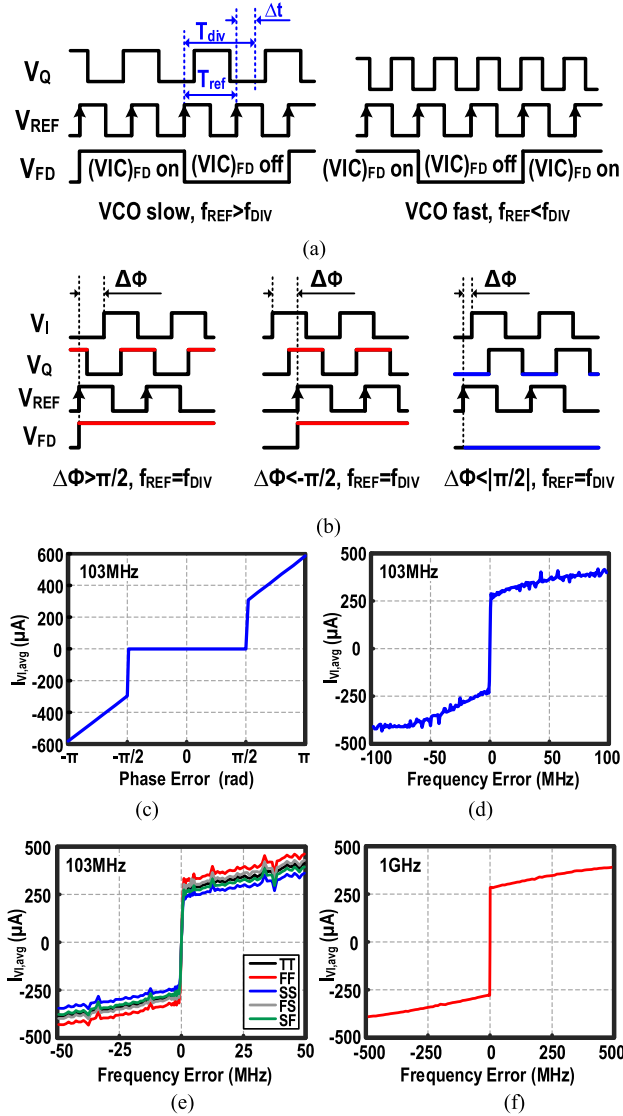 Δt
T_div
V_Q
T_ref
V_REF
V_FD (VIC)_FD on (VIC)_FD off (VIC)_FD on (VIC)_FD off (VIC)_FD on
VCO slow, f_REF>f_DIV VCO fast, f_REF<f_DIV
(a)
ΔΦ ΔΦ ΔΦ
V_I
V_Q
V_REF
V_FD
ΔΦ>π/2, f_REF=f_DIV ΔΦ<-π/2, f_REF=f_DIV ΔΦ<|π/2|, f_REF=f_DIV
(b)
103MHz
I_VI,avg (μA)
600
400
200
0
-200
-400
-600
-π -π/2 0 π/2 π
Phase Error (rad)
(c)
103MHz
I_VI,avg (μA)
500
250
0
-250
-500
-100 -50 0 50 100
Frequency Error (MHz)
(d)
103MHz
I_VI,avg (μA)
500
250
0
-250
-500
TT
FF
SS
FS
SF
-50 -25 0 25 50
Frequency Error (MHz)
(e)
1GHz
I_VI,avg (μA)
500
250
0
-250
-500
-500 -250 0 250 500
Frequency Error (MHz)
(f)